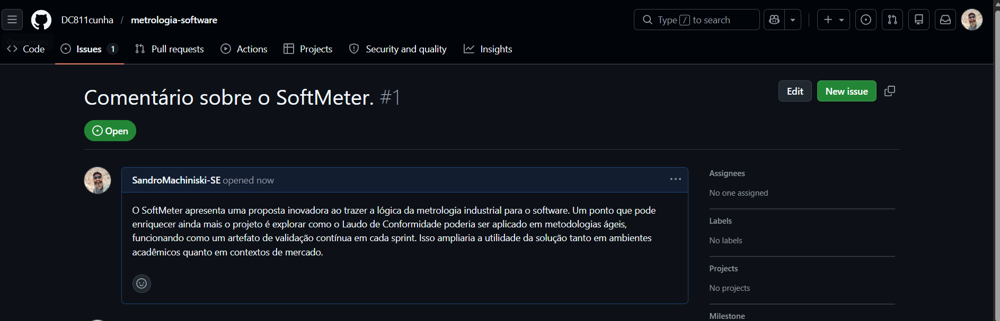 DC811cunha / metrologia-software
Type / to search
Open menu
Code
Issues 1
Pull requests
Actions
Projects
Security and quality
Insights
Comentário sobre o SoftMeter. #1
Edit
New issue
Open
SandroMachiniski-SE opened now
O SoftMeter apresenta uma proposta inovadora ao trazer a lógica da metrologia industrial para o software. Um ponto que pode
enriquecer ainda mais o projeto é explorar como o Laudo de Conformidade poderia ser aplicado em metodologias ágeis,
funcionando como um artefato de validação contínua em cada sprint. Isso ampliaria a utilidade da solução tanto em ambientes
acadêmicos quanto em contextos de mercado.
Assignees
No one assigned
Labels
No labels
Projects
No projects
Milestone